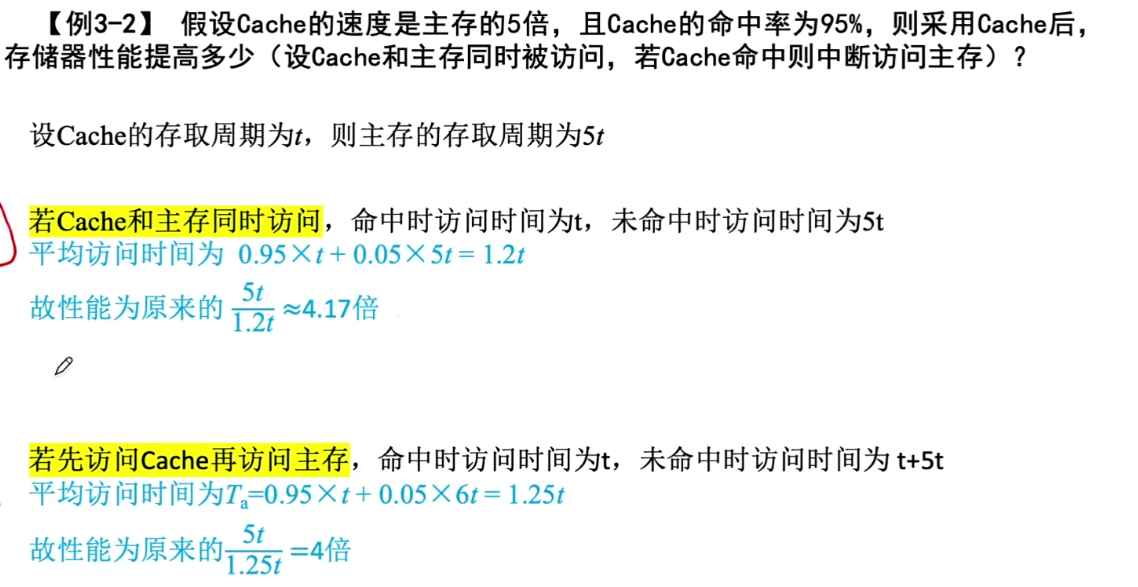 【例3-2】 假设Cache的速度是主存的5倍，且Cache的命中率为95%，则采用Cache后，
存储器性能提高多少（设Cache和主存同时被访问，若Cache命中则中断访问主存）？
设Cache的存取周期为t，则主存的存取周期为5t
若Cache和主存同时访问，命中时访问时间为t，未命中时访问时间为5t
平均访问时间为 0.95×t + 0.05×5t = 1.2t
故性能为原来的 5t/1.2t ≈4.17倍
若先访问Cache再访问主存，命中时访问时间为t，未命中时访问时间为 t+5t
平均访问时间为Ta=0.95×t + 0.05×6t = 1.25t
故性能为原来的 5t/1.25t =4倍